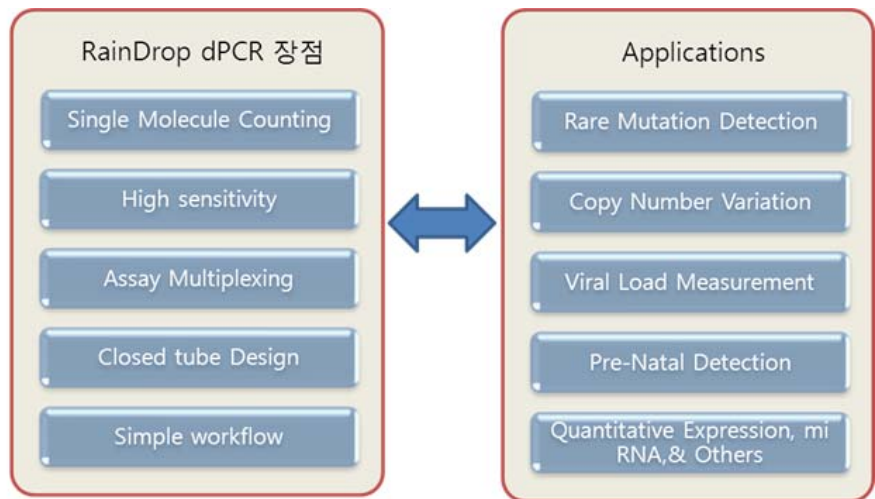 RainDrop dPCR 장점
Single Molecule Counting
High sensitivity
Assay Multiplexing
Closed tube Design
Simple workflow
Applications
Rare Mutation Detection
Copy Number Variation
Viral Load Measurement
Pre-Natal Detection
Quantitative Expression, mi
RNA,& Others